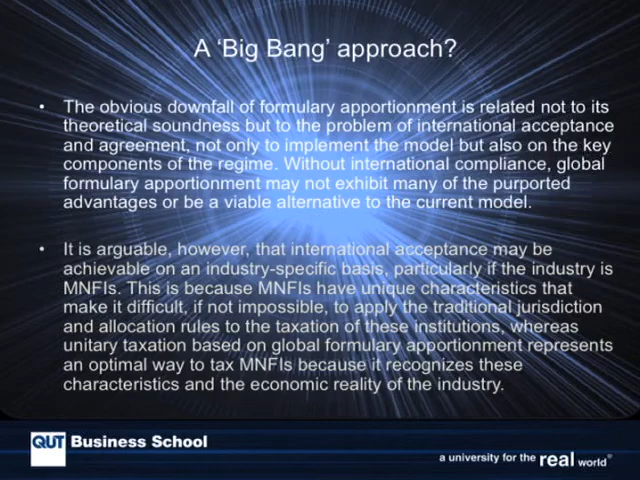 A ‘Big Bang’ approach?
• The obvious downfall of formulary apportionment is related not to its
theoretical soundness but to the problem of international acceptance
and agreement, not only to implement the model but also on the key
components of the regime. Without international compliance, global
formulary apportionment may not exhibit many of the purported
advantages or be a viable alternative to the current model.
• It is arguable, however, that international acceptance may be
achievable on an industry-specific basis, particularly if the industry is
MNFIs. This is because MNFIs have unique characteristics that
make it difficult, if not impossible, to apply the traditional jurisdiction
and allocation rules to the taxation of these institutions, whereas
unitary taxation based on global formulary apportionment represents
an optimal way to tax MNFIs because it recognizes these
characteristics and the economic reality of the industry.
QUT Business School
a university for the real world®